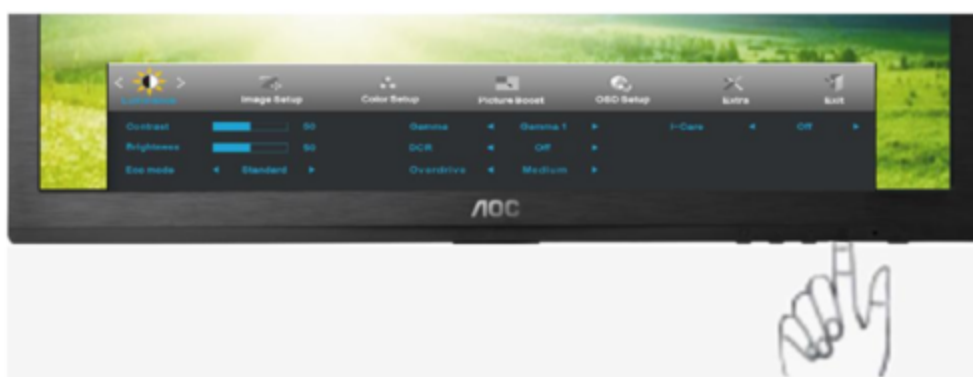 < Luminance >
Image Setup
Color Setup
Picture Boost
OSD Setup
Extra
Exit
Contrast 50 Gamma Gamma 1 i-Care Off
Brightness 50 DCR Off
Eco mode Standard Overdrive Medium
AOC